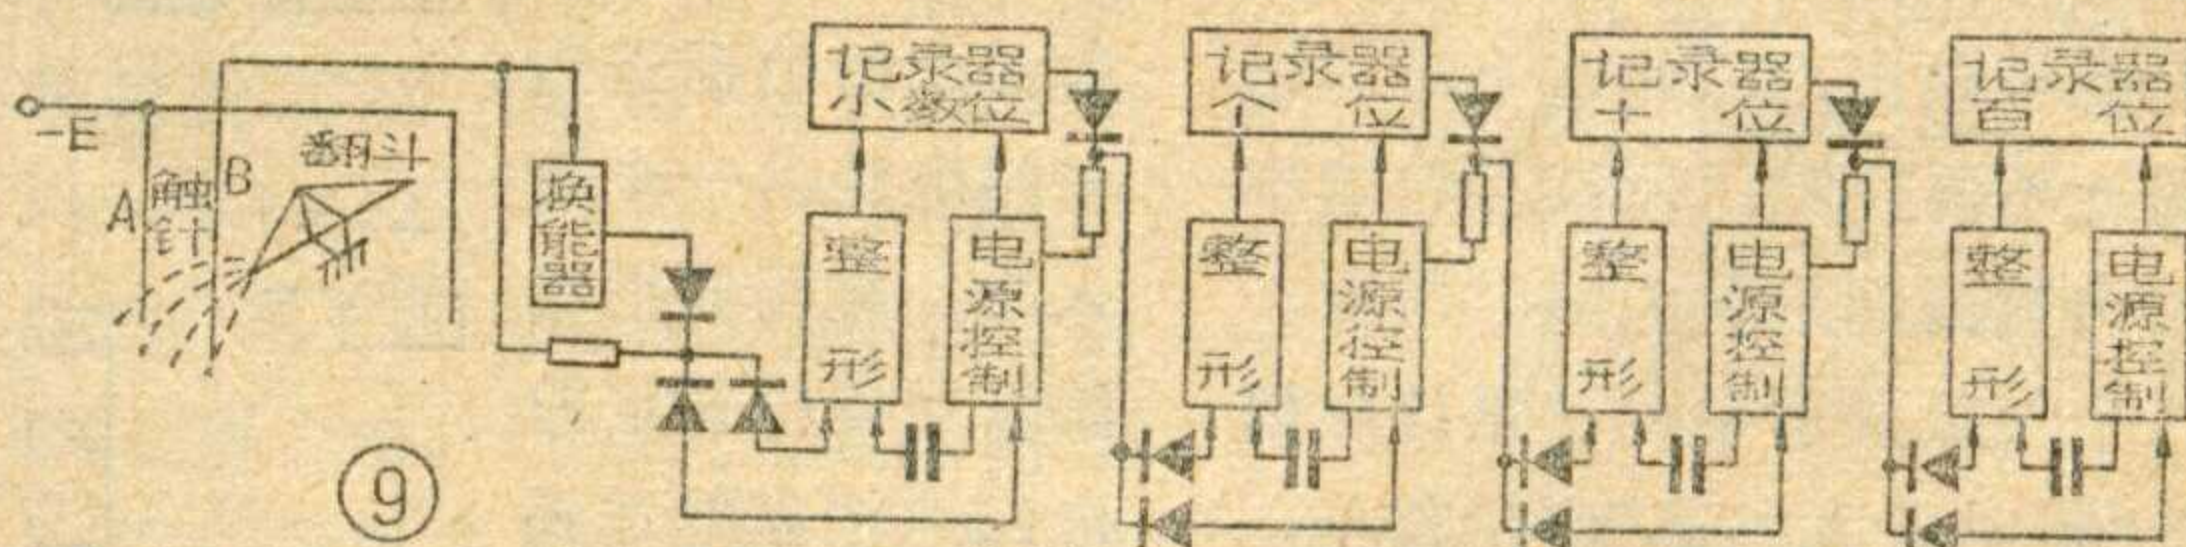 -E
A
触针
B
翻斗
换能器
记录器
小数位
整形
电源控制
记录器
个位
整形
电源控制
记录器
十位
整形
电源控制
记录器
百位
整形
电源控制
⑨